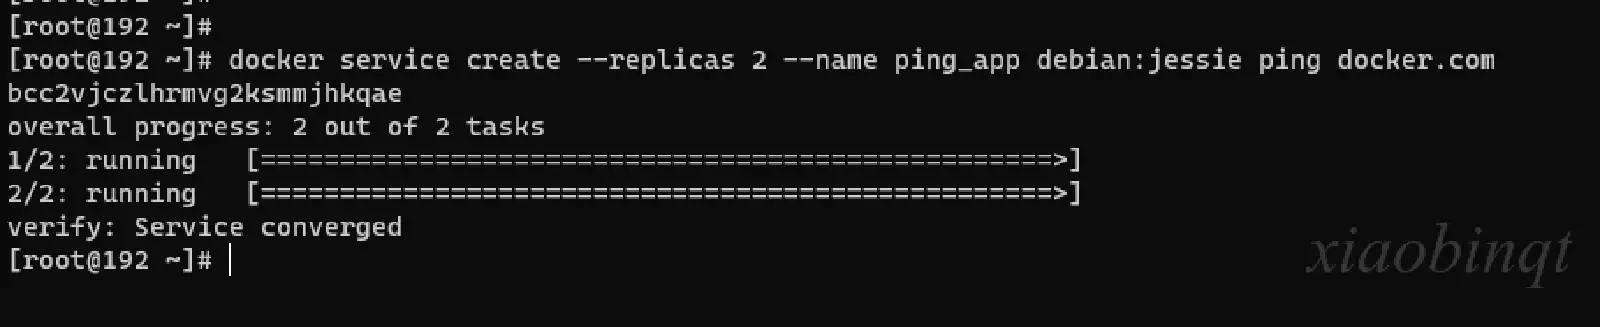 [root@192 ~]#
[root@192 ~]# docker service create --replicas 2 --name ping_app debian:jessie ping docker.com
bcc2vjczlhrmvg2ksmmjhkqae
overall progress: 2 out of 2 tasks
1/2: running   [==================================================>]
2/2: running   [==================================================>]
verify: Service converged
[root@192 ~]#
xiaobinqt